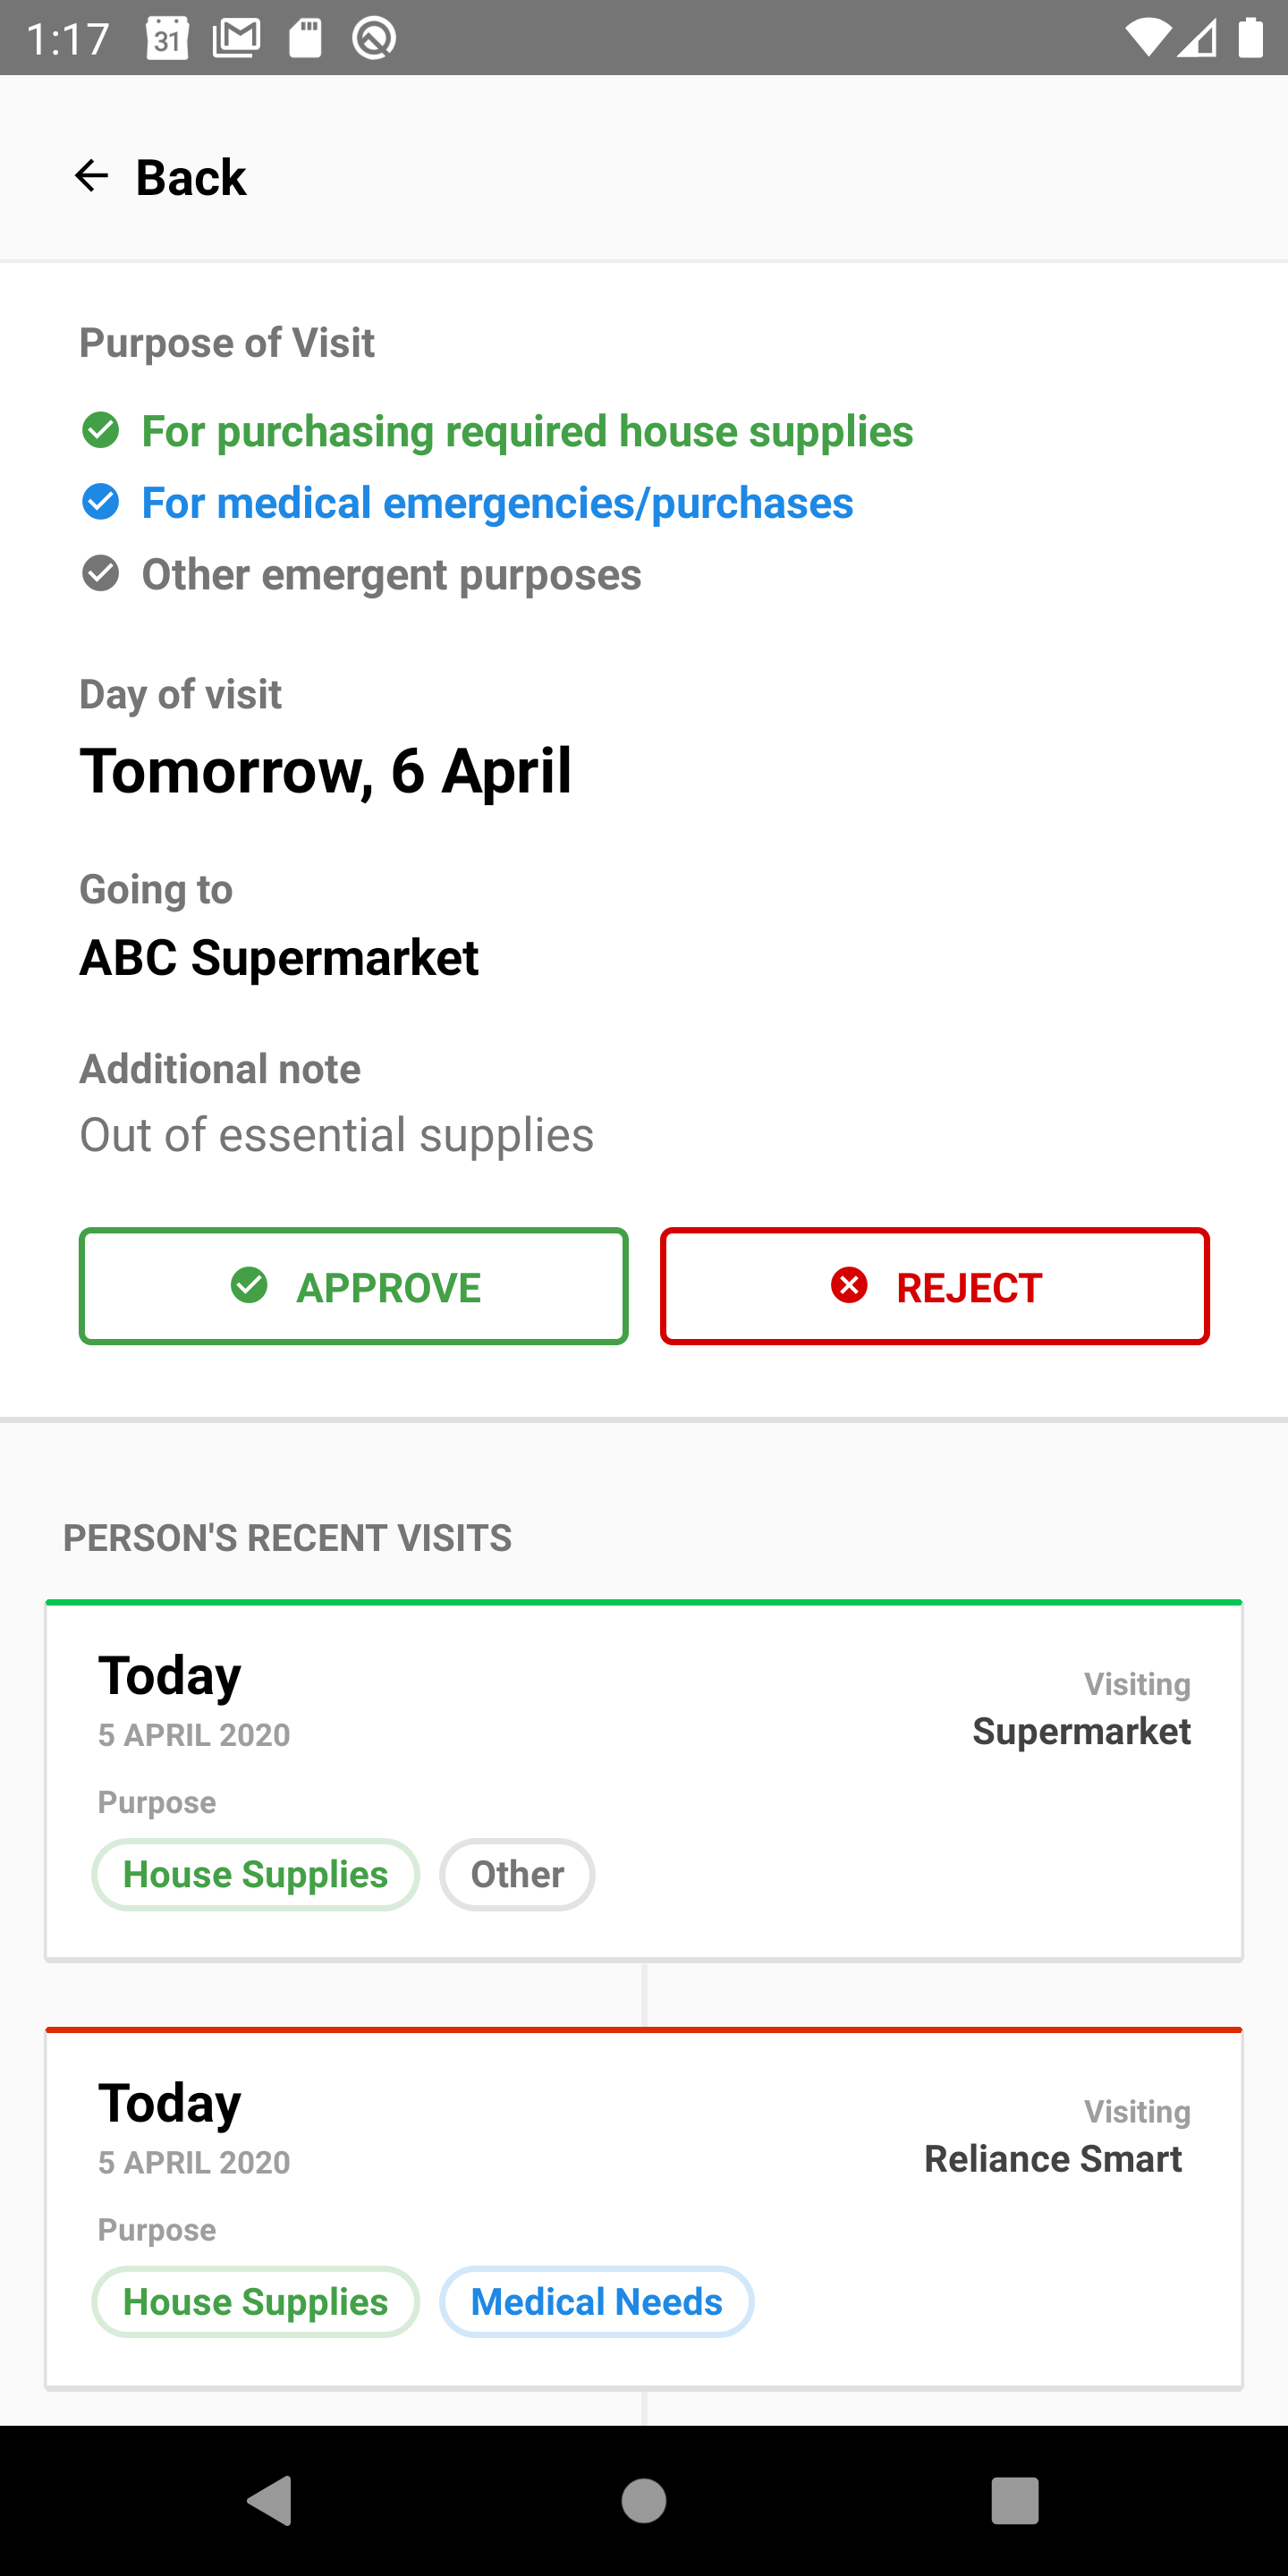 1:17
31
Back
Purpose of Visit
For purchasing required house supplies
For medical emergencies/purchases
Other emergent purposes
Day of visit
Tomorrow, 6 April
Going to
ABC Supermarket
Additional note
Out of essential supplies
APPROVE
REJECT
PERSON'S RECENT VISITS
Today
Visiting
5 APRIL 2020
Supermarket
Purpose
House Supplies
Other
Today
Visiting
5 APRIL 2020
Reliance Smart
Purpose
House Supplies
Medical Needs